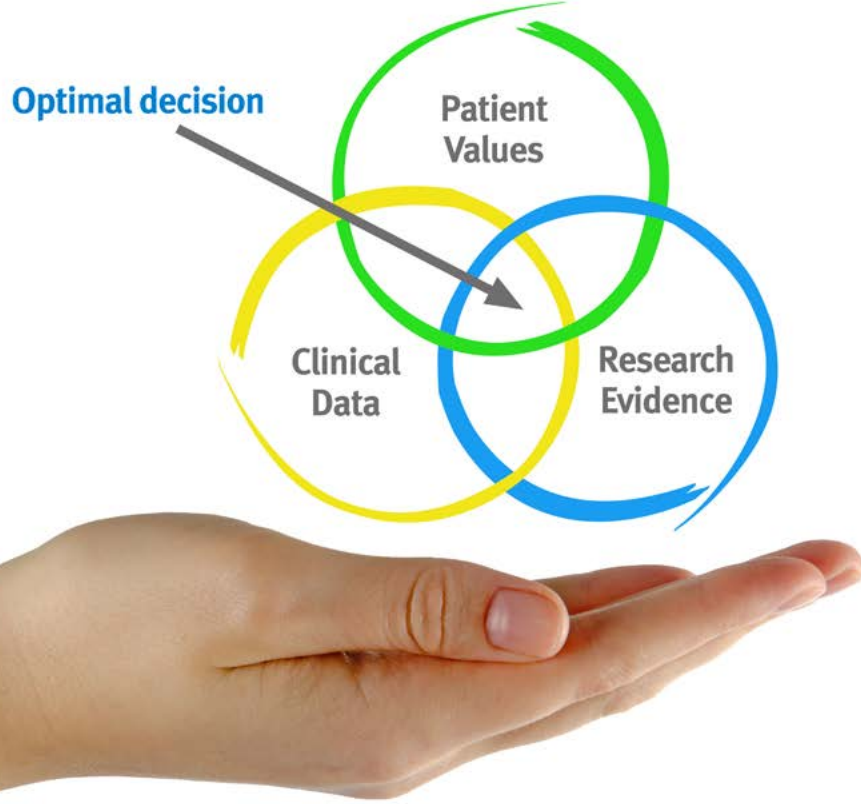 Optimal decision
Patient
Values
Clinical
Data
Research
Evidence